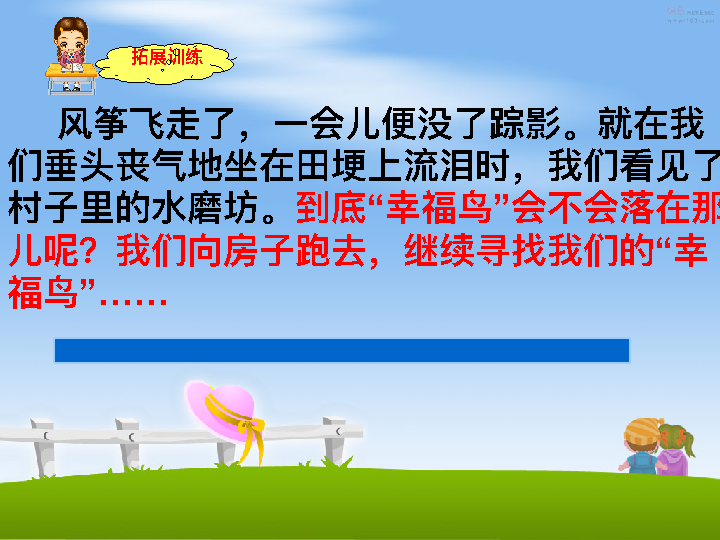 拓展训练
风筝飞走了，一会儿便没了踪影。就在我
们垂头丧气地坐在田埂上流泪时，我们看见了
村子里的水磨坊。到底“幸福鸟”会不会落在那
儿呢？我们向房子跑去，继续寻找我们的“幸
福鸟”……